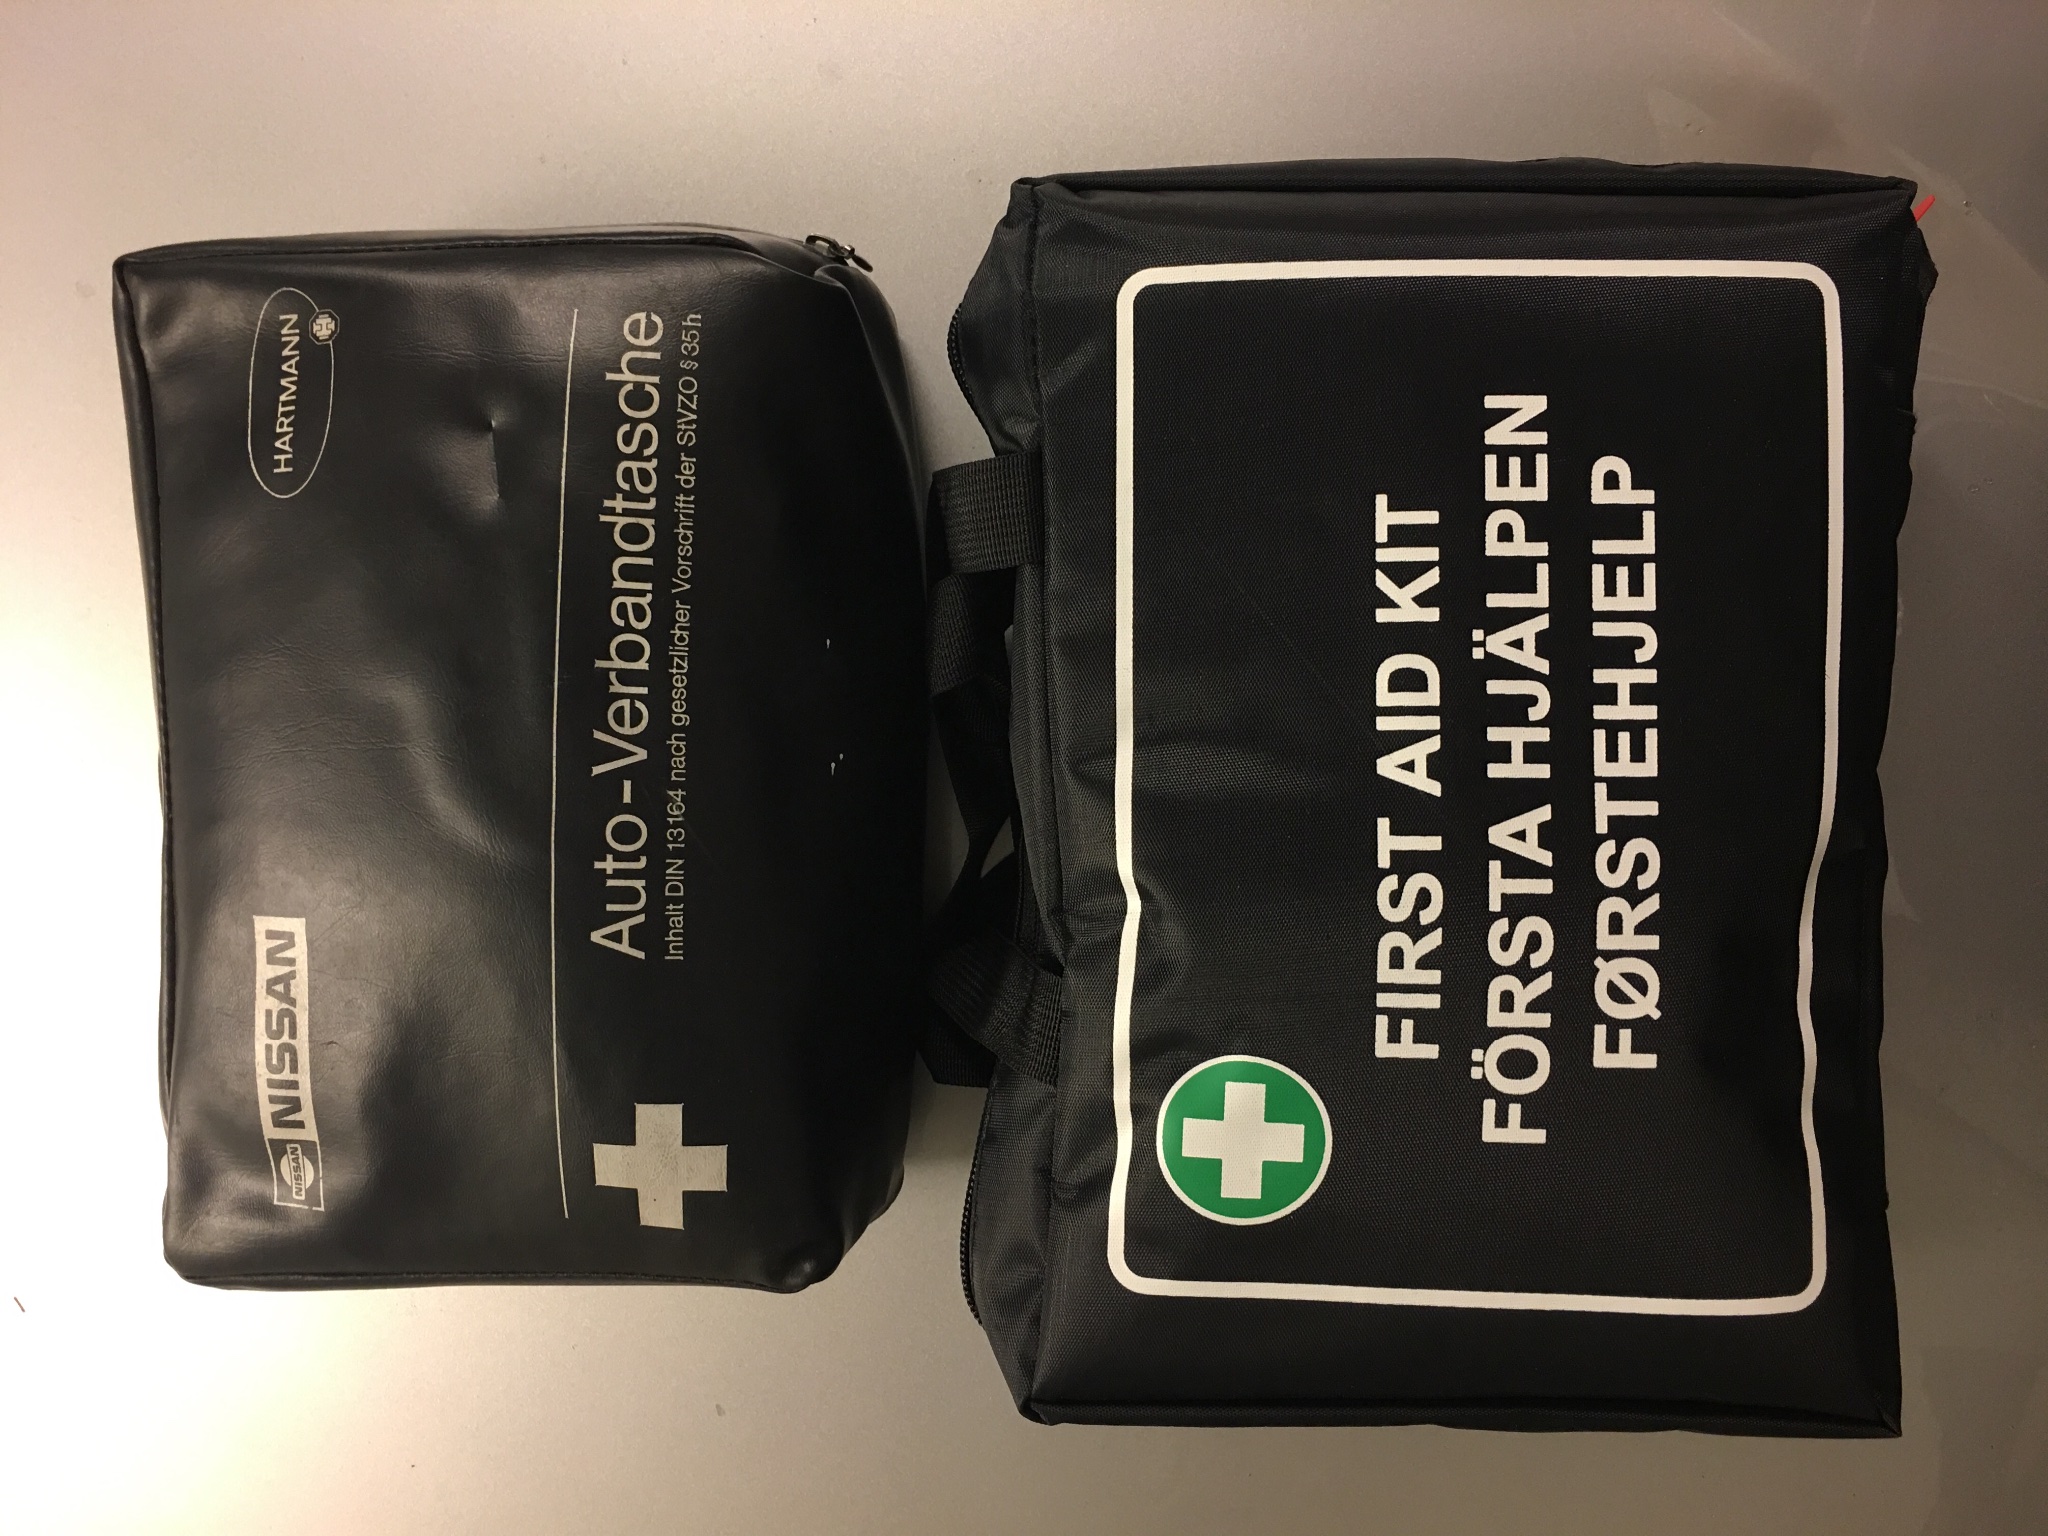 NISSAN
NISSAN
HARTMANN
H
Auto-Verbandtasche
Inhalt DIN 13164 nach gesetzlicher Vorschrift der StVZO § 35h
FIRST AID KIT
FÖRSTA HJÄLPEN
FØRSTEHJELP